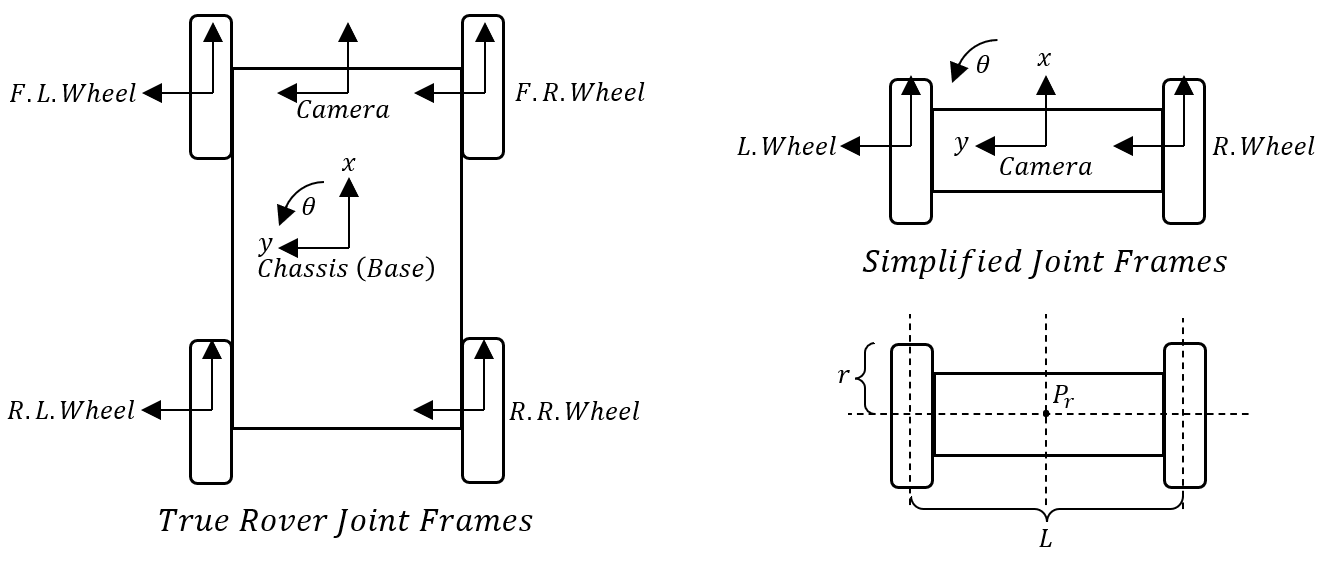 F.L.Wheel
Camera
F.R.Wheel
x
θ
y
Chassis (Base)
R.L.Wheel
R.R.Wheel
True Rover Joint Frames
θ
x
L.Wheel
y
Camera
R.Wheel
Simplified Joint Frames
r
P_r
L